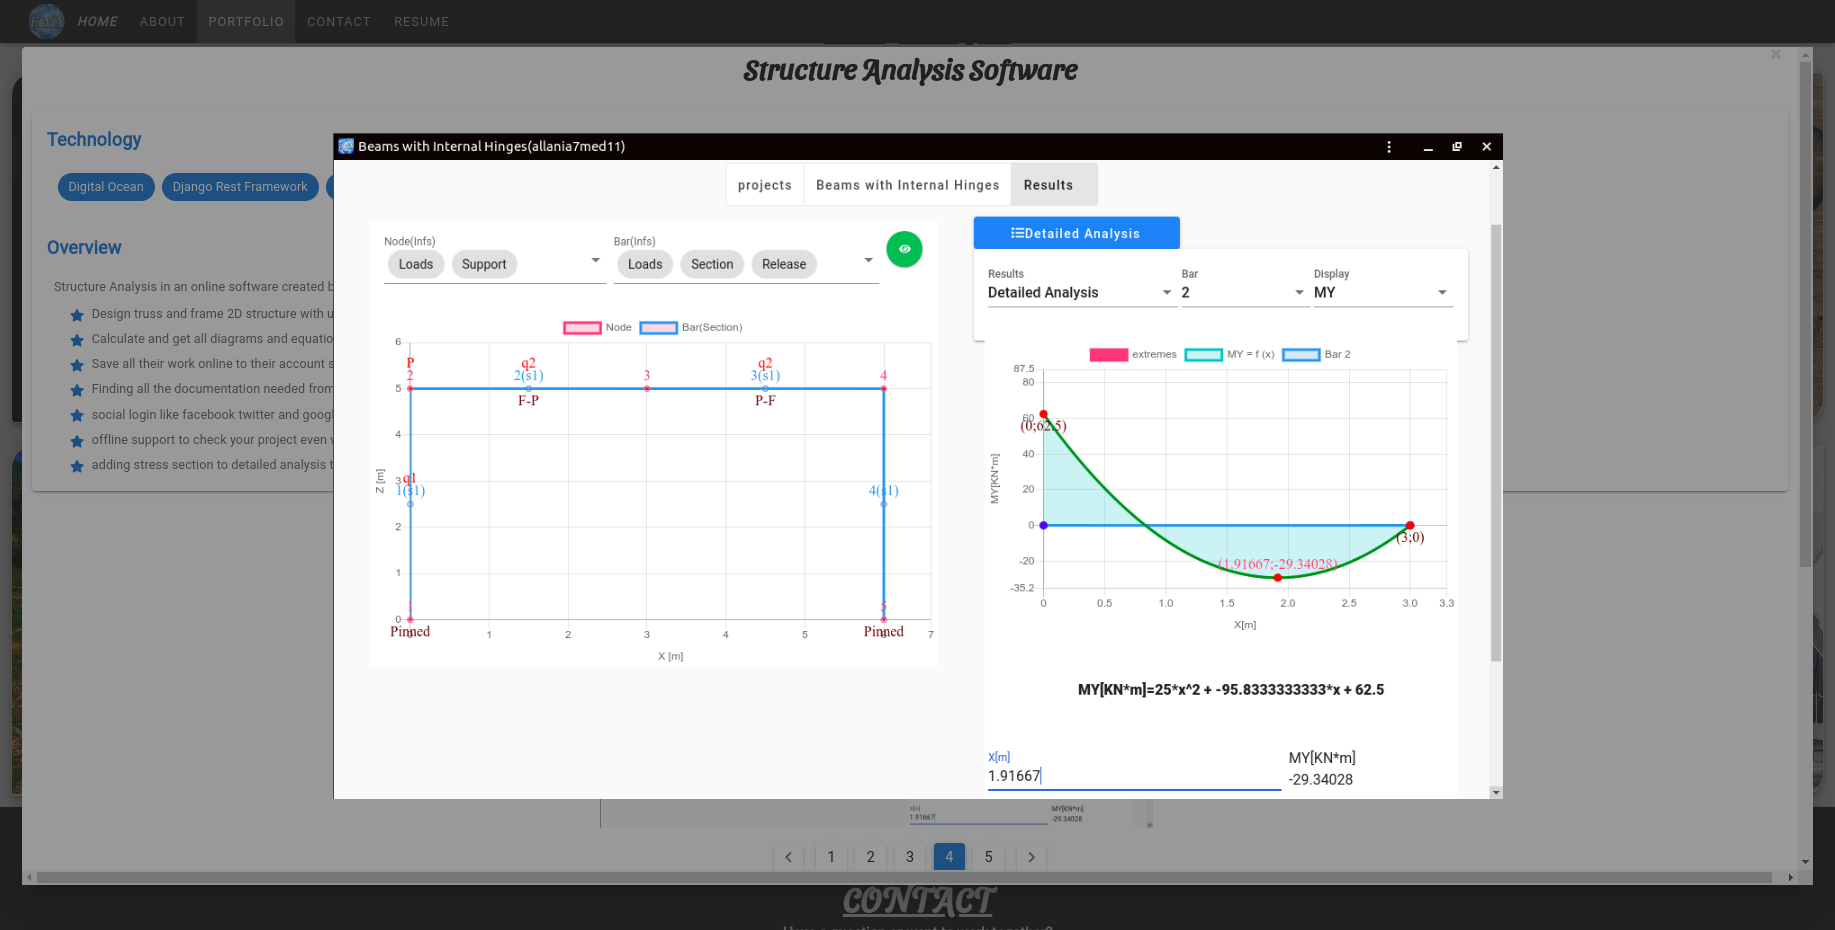 HOME ABOUT PORTFOLIO CONTACT RESUME
Structure Analysis Software
Technology
Digital Ocean Django Rest Framework
Overview
Structure Analysis in an online software created b
Design truss and frame 2D structure with u
Calculate and get all diagrams and equatio
Save all their work online to their account s
Finding all the documentation needed from
social login like facebook twitter and googl
offline support to check your project even v
adding stress section to detailed analysis t
Beams with Internal Hinges(allania7med11)
projects Beams with Internal Hinges Results
Node(Infs) Bar(Infs)
Loads Support Loads Section Release
Node Bar(Section)
6
P q2 q2
2 2(s1) 3 3(s1) 4
5
F-P P-F
4
q1
3
Z [m]
1(s1) 4(s1)
2
1
1 5
0
Pinned Pinned
0 1 2 3 4 5 6 7
X [m]
Detailed Analysis
Results Bar Display
Detailed Analysis 2 MY
extremes MY = f (x) Bar 2
87.5
80
60
(0;62.5)
40
MY[KN*m]
20
0
(3;0)
-20
(1.91667;-29.34028)
-35.2
0 0.5 1.0 1.5 2.0 2.5 3.0 3.3
X[m]
MY[KN*m]=25*x^2 + -95.8333333333*x + 62.5
X[m] MY[KN*m]
1.91667 -29.34028
X[m] MY[KN*m]
1.91667 -29.34028
1 2 3 4 5
CONTACT